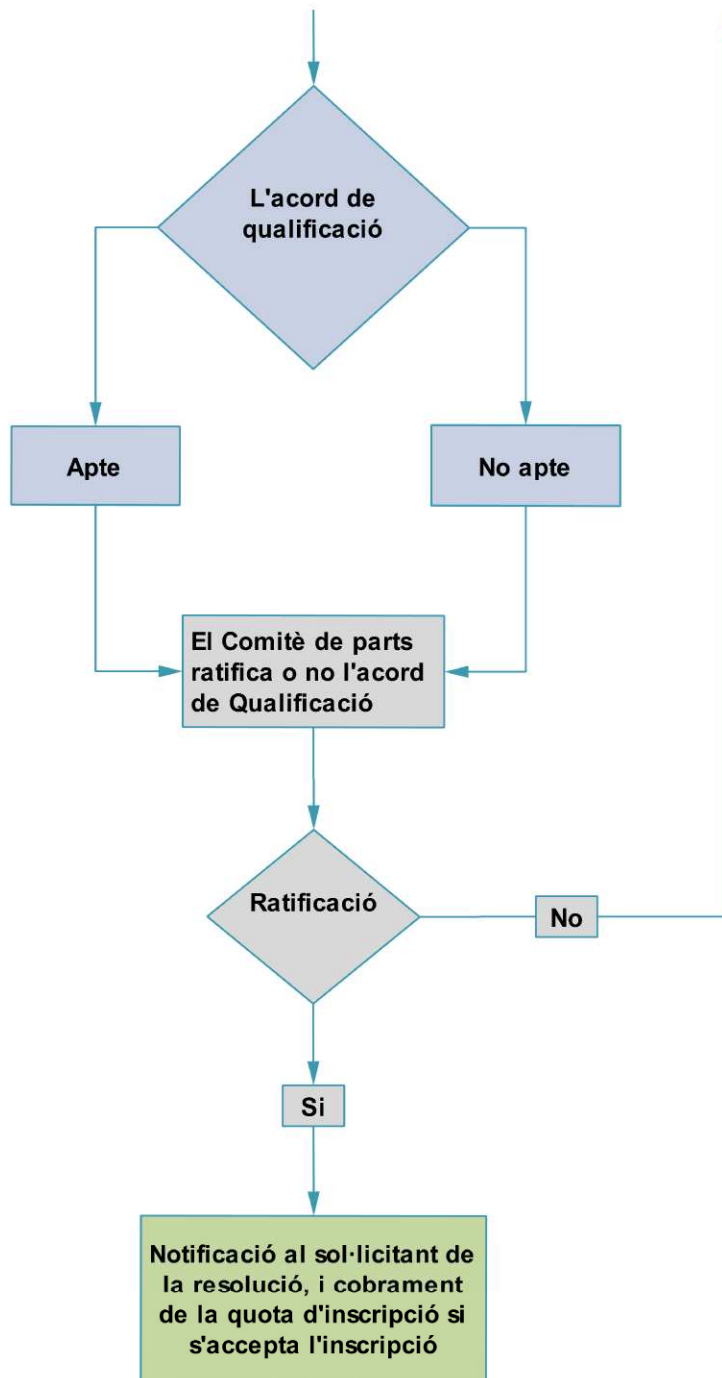 L'acord de
qualificació
Apte
No apte
El Comitè de parts
ratifica o no l'acord
de Qualificació
Ratificació
No
Si
Notificació al sol·licitant de
la resolució, i cobrament
de la quota d'inscripció si
s'accepta l'inscripció